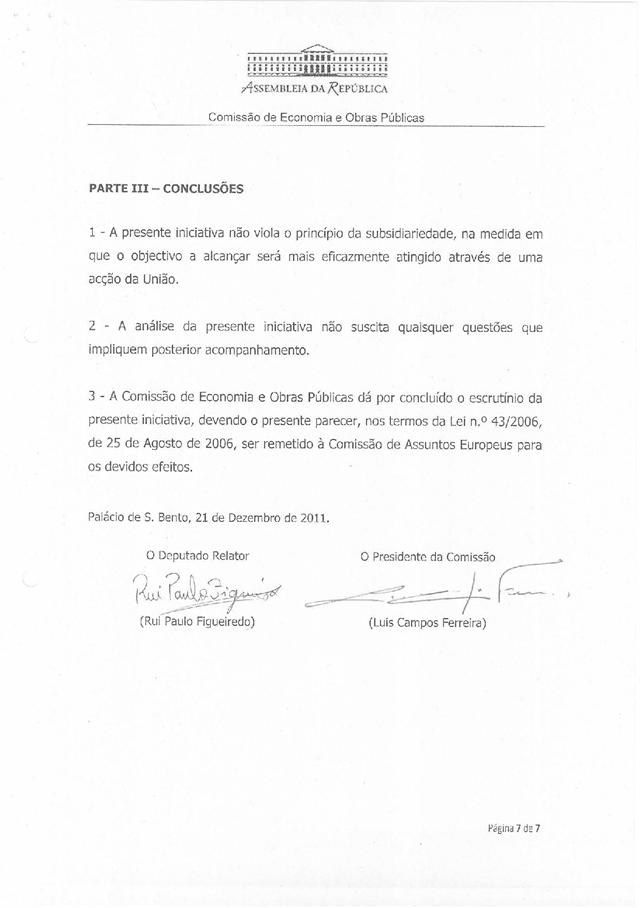 ASSEMBLEIA DA REPÚBLICA
Comissão de Economia e Obras Públicas
PARTE III – CONCLUSÕES
1 - A presente iniciativa não viola o princípio da subsidiariedade, na medida em
que o objectivo a alcançar será mais eficazmente atingido através de uma
acção da União.
2 - A análise da presente iniciativa não suscita quaisquer questões que
impliquem posterior acompanhamento.
3 - A Comissão de Economia e Obras Públicas dá por concluído o escrutínio da
presente iniciativa, devendo o presente parecer, nos termos da Lei n.º 43/2006,
de 25 de Agosto de 2006, ser remetido à Comissão de Assuntos Europeus para
os devidos efeitos.
Palácio de S. Bento, 21 de Dezembro de 2011.
O Deputado Relator O Presidente da Comissão
Rui Paulo Figueiredo
(Rui Paulo Figueiredo) (Luis Campos Ferreira)
Página 7 de 7